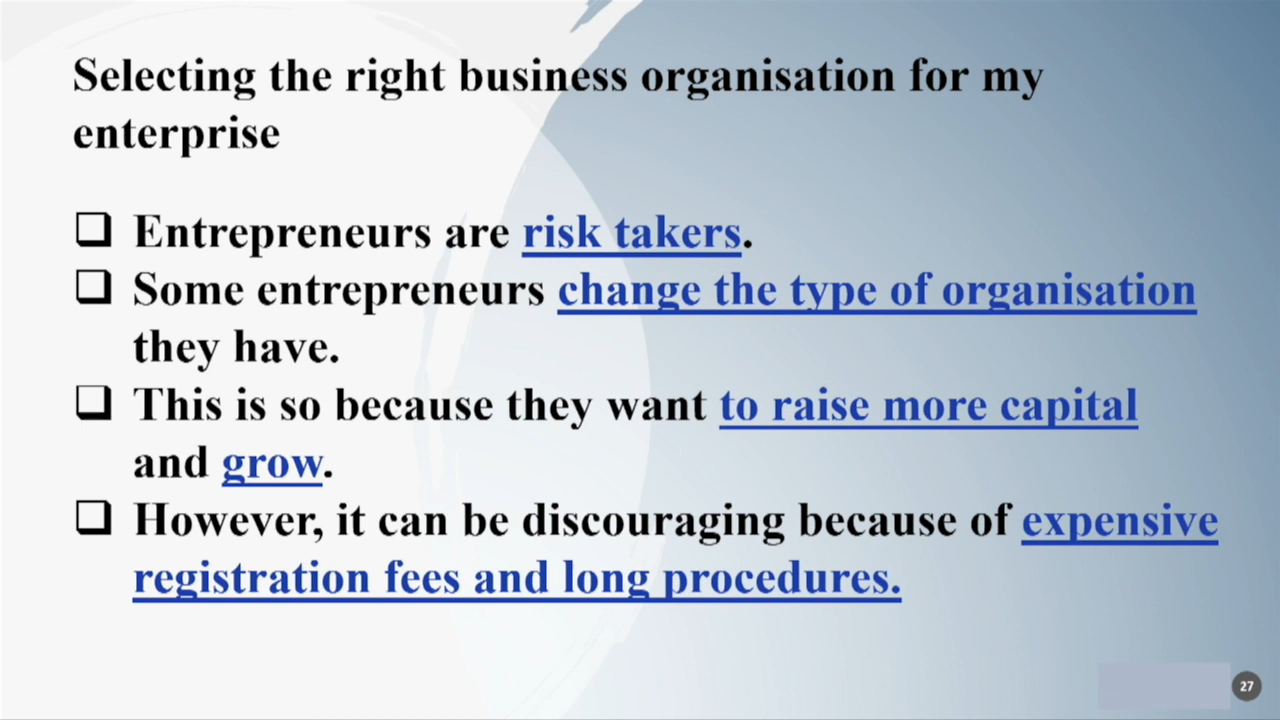 Selecting the right business organisation for my
enterprise
❑ Entrepreneurs are risk takers.
❑ Some entrepreneurs change the type of organisation
they have.
❑ This is so because they want to raise more capital
and grow.
❑ However, it can be discouraging because of expensive
registration fees and long procedures.
27